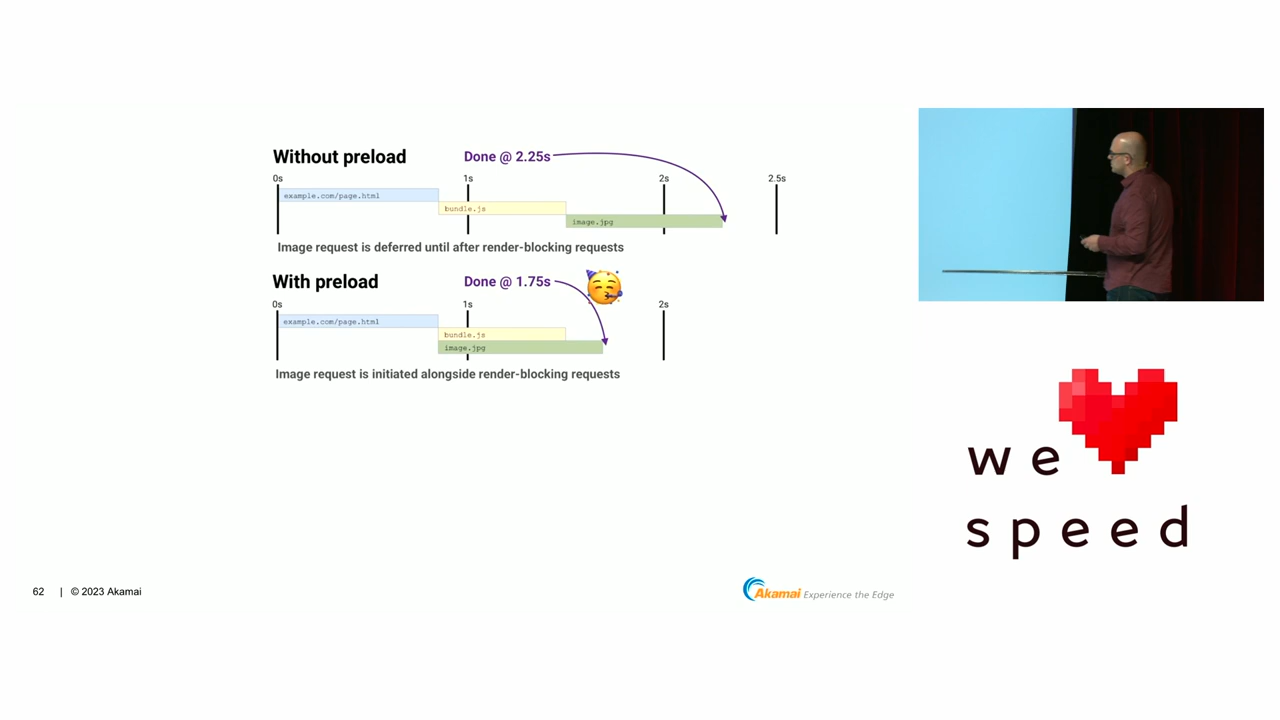 Without preload
Done @ 2.25s
0s
1s
2s
2.5s
example.com/page.html
bundle.js
image.jpg
Image request is deferred until after render-blocking requests
With preload
Done @ 1.75s
0s
1s
2s
example.com/page.html
bundle.js
image.jpg
Image request is initiated alongside render-blocking requests
62 | © 2023 Akamai
Akamai Experience the Edge
we
speed